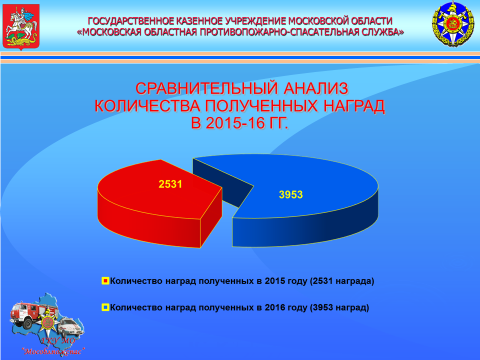 ГОСУДАРСТВЕННОЕ КАЗЕННОЕ УЧРЕЖДЕНИЕ МОСКОВСКОЙ ОБЛАСТИ
«МОСКОВСКАЯ ОБЛАСТНАЯ ПРОТИВОПОЖАРНО-СПАСАТЕЛЬНАЯ СЛУЖБА»
СРАВНИТЕЛЬНЫЙ АНАЛИЗ
КОЛИЧЕСТВА ПОЛУЧЕННЫХ НАГРАД
В 2015-16 ГГ.
2531
3953
Количество наград полученных в 2015 году (2531 награда)
Количество наград полученных в 2016 году (3953 наград)